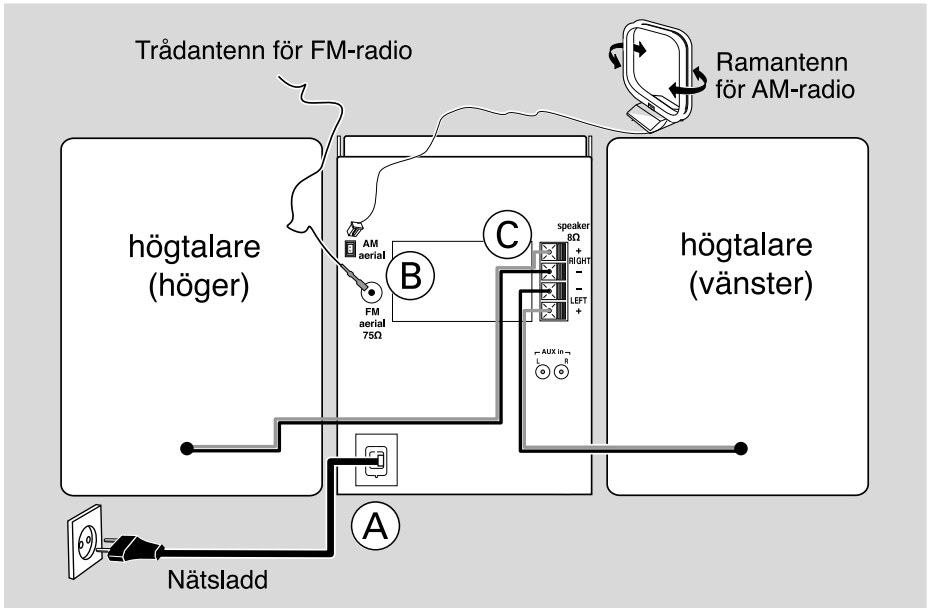 Trådantenn för FM-radio
Ramantenn
för AM-radio
högtalare
(höger)
AM
aerial
B
FM
aerial
75Ω
C
speaker
8Ω
+
RIGHT
−
−
LEFT
+
AUX in
L R
högtalare
(vänster)
A
Nätsladd